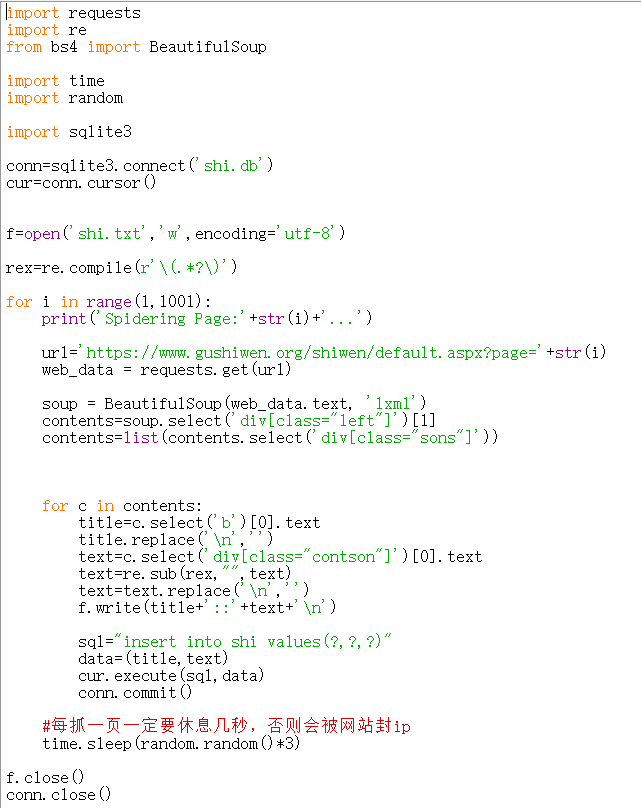 import requests
import re
from bs4 import BeautifulSoup
import time
import random
import sqlite3
conn=sqlite3.connect('shi.db')
cur=conn.cursor()
f=open('shi.txt','w',encoding='utf-8')
rex=re.compile(r'\(.*?\)')
for i in range(1,1001):
    print('Spidering Page:'+str(i)+'...')
    url='https://www.gushiwen.org/shiwen/default.aspx?page='+str(i)
    web_data = requests.get(url)
    soup = BeautifulSoup(web_data.text, 'lxml')
    contents=soup.select('div[class="left"]')[1]
    contents=list(contents.select('div[class="sons"]'))
    for c in contents:
        title=c.select('b')[0].text
        title.replace('\n','')
        text=c.select('div[class="contson"]')[0].text
        text=re.sub(rex,"",text)
        text=text.replace('\n','')
        f.write(title+'::'+text+'\n')
        sql="insert into shi values(?,?,?)"
        data=(title,text)
        cur.execute(sql,data)
        conn.commit()
    #每抓一页一定要休息几秒，否则会被网站封ip
    time.sleep(random.random()*3)
f.close()
conn.close()